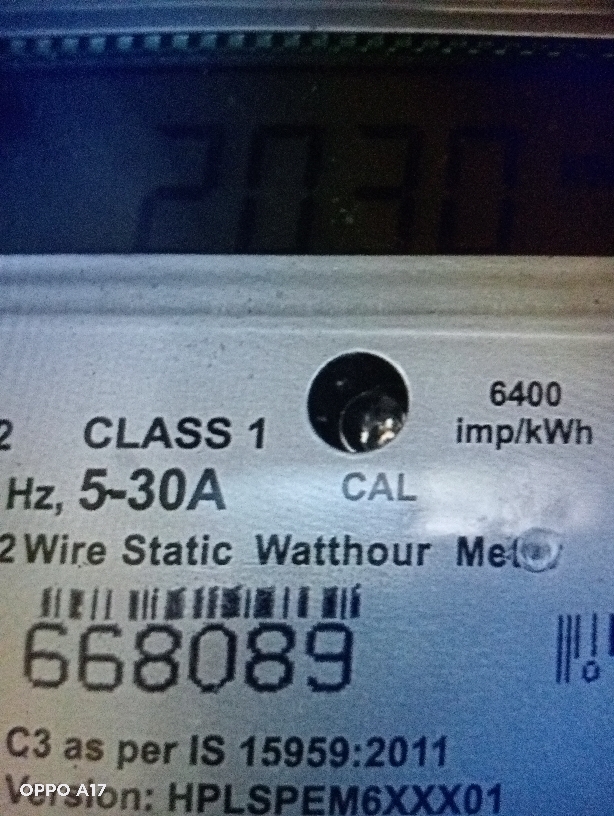 2030
6400
2 CLASS 1 imp/kWh
Hz, 5-30A CAL
2 Wire Static Watthour
668089
C3 as per IS 15959:2011
Version: HPLSPEM6XXX01
OPPO A17